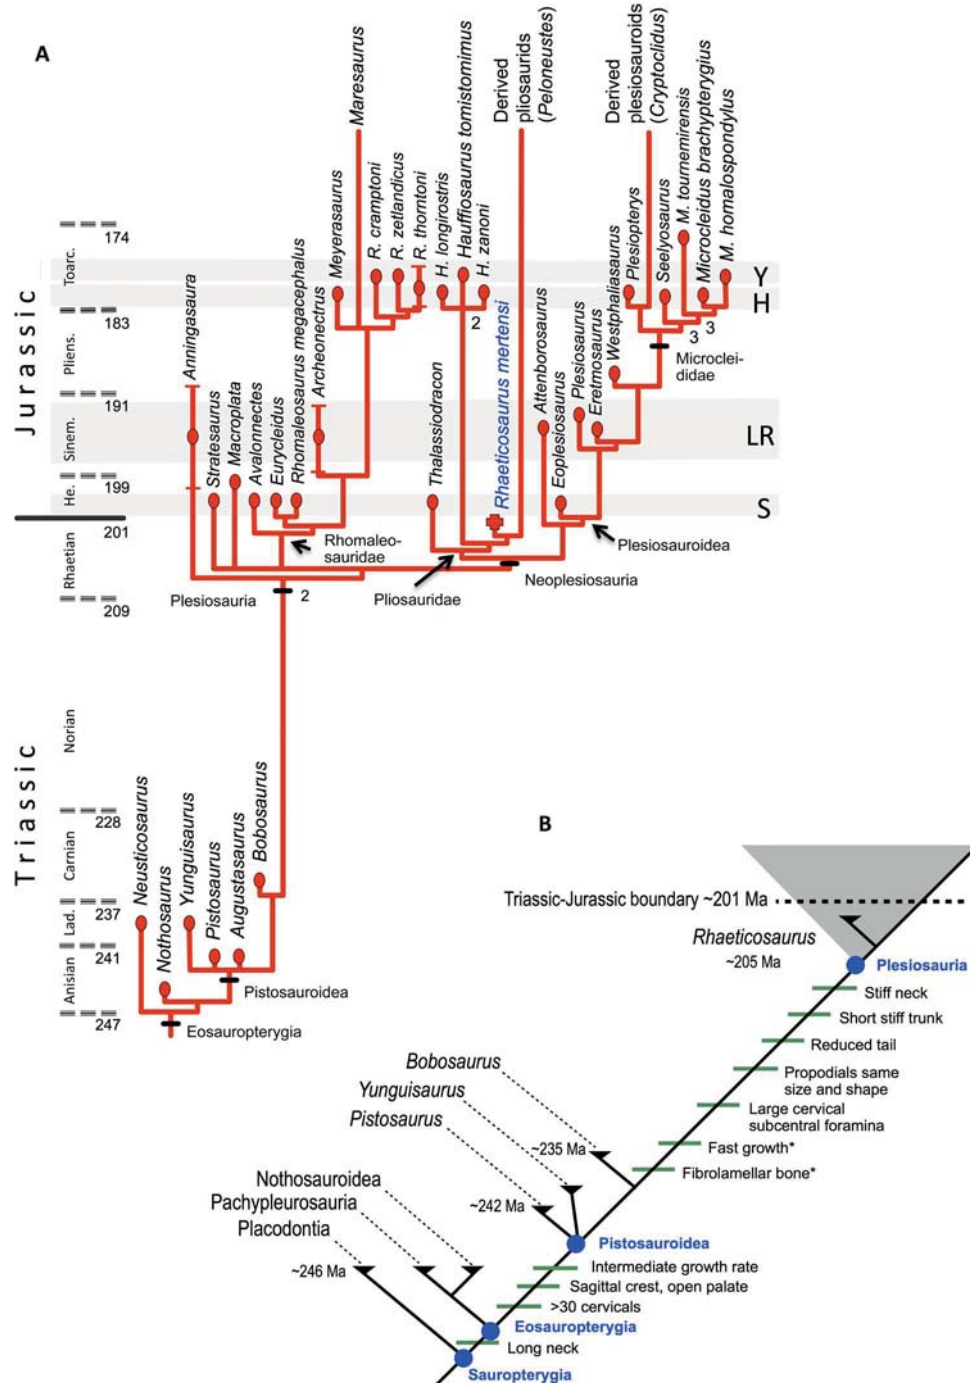 A
Jurassic
Triassic
Toarc.
Pliens.
Sinem.
He.
Rhaetian
Norian
Carnian
Lad.
Anisian
174
183
191
199
201
209
228
237
241
247
Anningasaura
Stratesaurus
Macroplata
Avalonnectes
Eurycleidus
Rhomaleosaurus megacephalus
Archeonectrus
Meyerasaurus
Maresaurus
R. cramptoni
R. zetlandicus
R. thorntoni
H. longirostris
Hauffiosaurus tomistomimus
H. zanoni
Thalassiodracon
Rhaeticosaurus mertensi
Derived
pliosaurids
(Peloneustes)
Attenborosaurus
Eoplesiosaurus
Plesiosaurus
Eretmosaurus
Westphaliasaurus
Plesiopterys
Derived
plesiosauroids
(Cryptoclidus)
Seelyosaurus
M. tournemirensis
Microcleidus brachypterygius
M. homalospondylus
Y
H
LR
S
2
3
3
Microclei-
didae
Rhomaleo-
sauridae
Plesiosauroidea
Pliosauridae
Neoplesiosauria
Plesiosauria
2
Neusticosaurus
Nothosaurus
Yunguisaurus
Pistosaurus
Augustasaurus
Bobosaurus
Pistosauroidea
Eosauropterygia
B
Triassic-Jurassic boundary ~201 Ma
Rhaeticosaurus
~205 Ma
Plesiosauria
Stiff neck
Short stiff trunk
Reduced tail
Propodials same
size and shape
Large cervical
subcentral foramina
Fast growth*
Fibrolamellar bone*
Bobosaurus
Yunguisaurus
Pistosaurus
~235 Ma
~242 Ma
Nothosauroidea
Pachypleurosauria
Placodontia
~246 Ma
Pistosauroidea
Intermediate growth rate
Sagittal crest, open palate
>30 cervicals
Eosauropterygia
Long neck
Sauropterygia